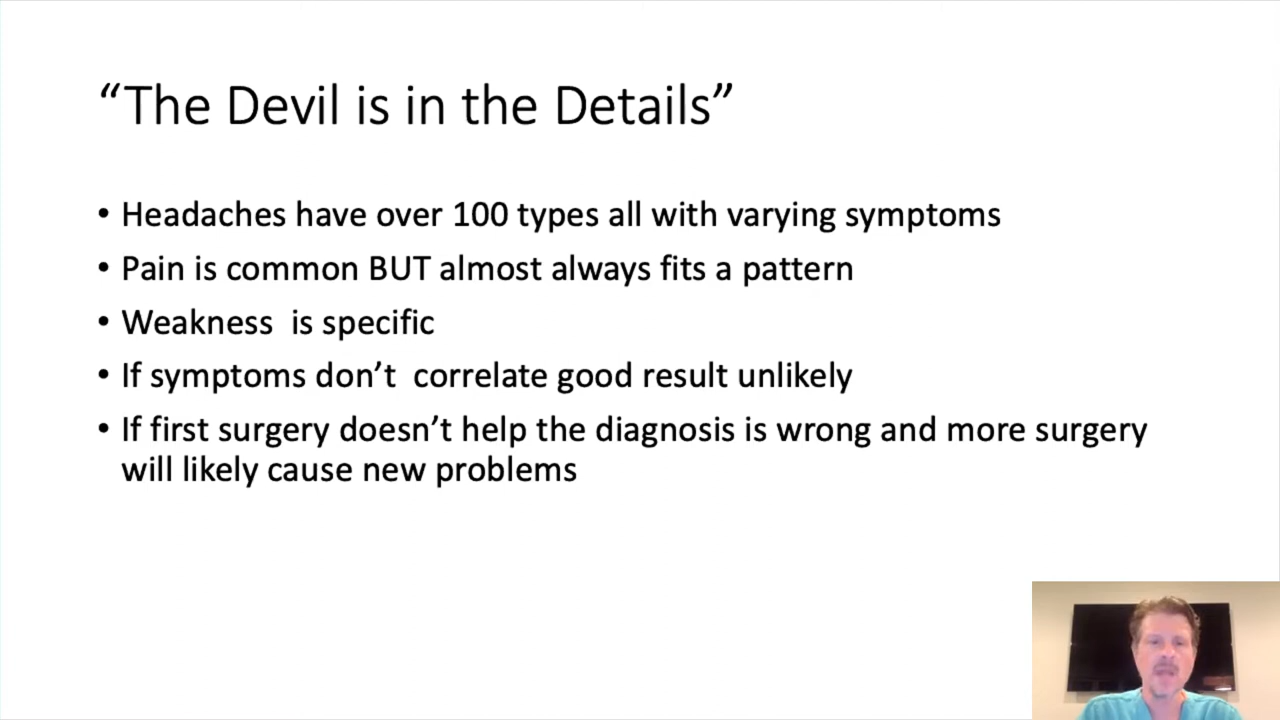 “The Devil is in the Details”
• Headaches have over 100 types all with varying symptoms
• Pain is common BUT almost always fits a pattern
• Weakness  is specific
• If symptoms don’t  correlate good result unlikely
• If first surgery doesn’t help the diagnosis is wrong and more surgery
will likely cause new problems